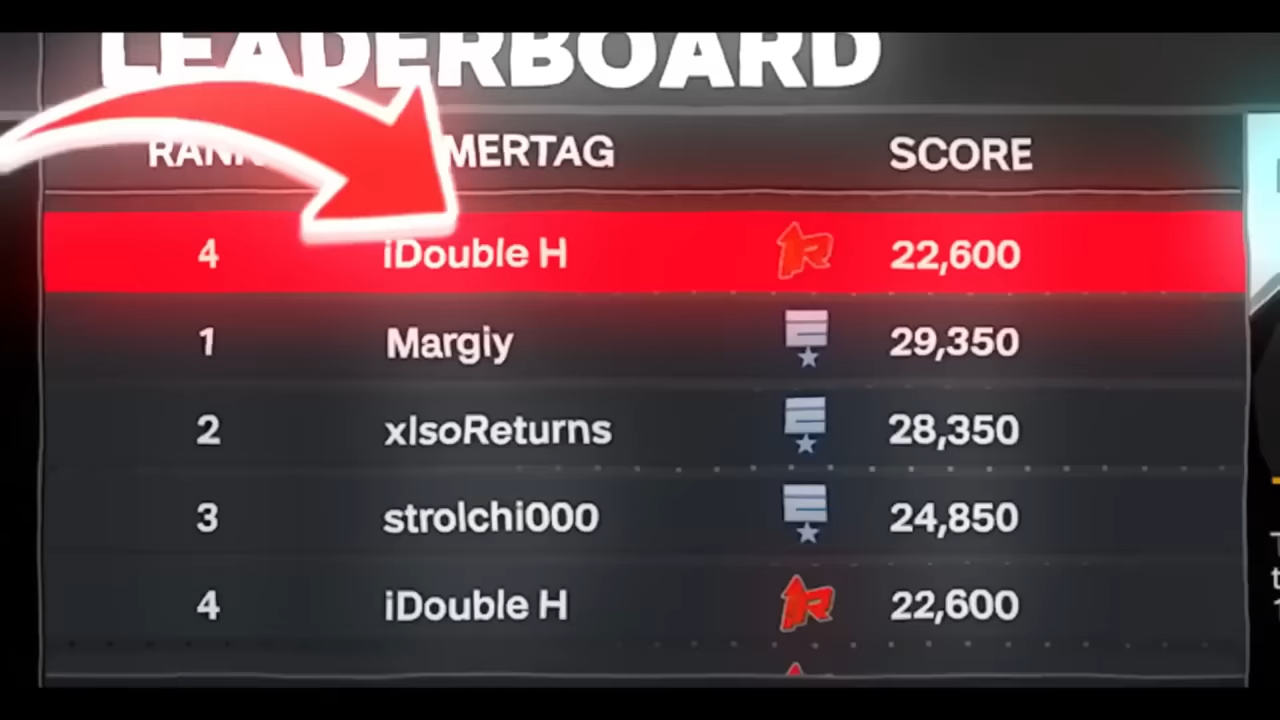 LEADERBOARD
MERTAG SCORE
4 iDouble H 22,600
1 Margiy 29,350
2 xIsoReturns 28,350
3 strolchi000 24,850
4 iDouble H 22,600